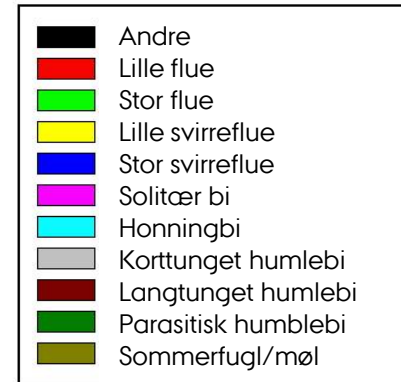 Andre
Lille flue
Stor flue
Lille svirreflue
Stor svirreflue
Solitær bi
Honningbi
Korttunget humlebi
Langtunget humlebi
Parasitisk humblebi
Sommerfugl/møl